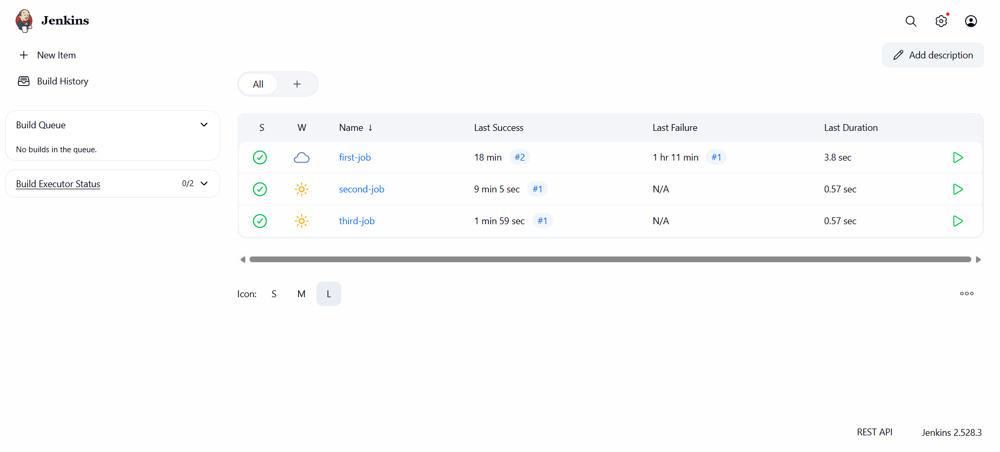 Jenkins
New Item
Add description
Build History
All
Build Queue
No builds in the queue.
Build Executor Status 0/2
S W Name ↓ Last Success Last Failure Last Duration
first-job 18 min #2 1 hr 11 min #1 3.8 sec
second-job 9 min 5 sec #1 N/A 0.57 sec
third-job 1 min 59 sec #1 N/A 0.57 sec
Icon: S M L
REST API Jenkins 2.528.3